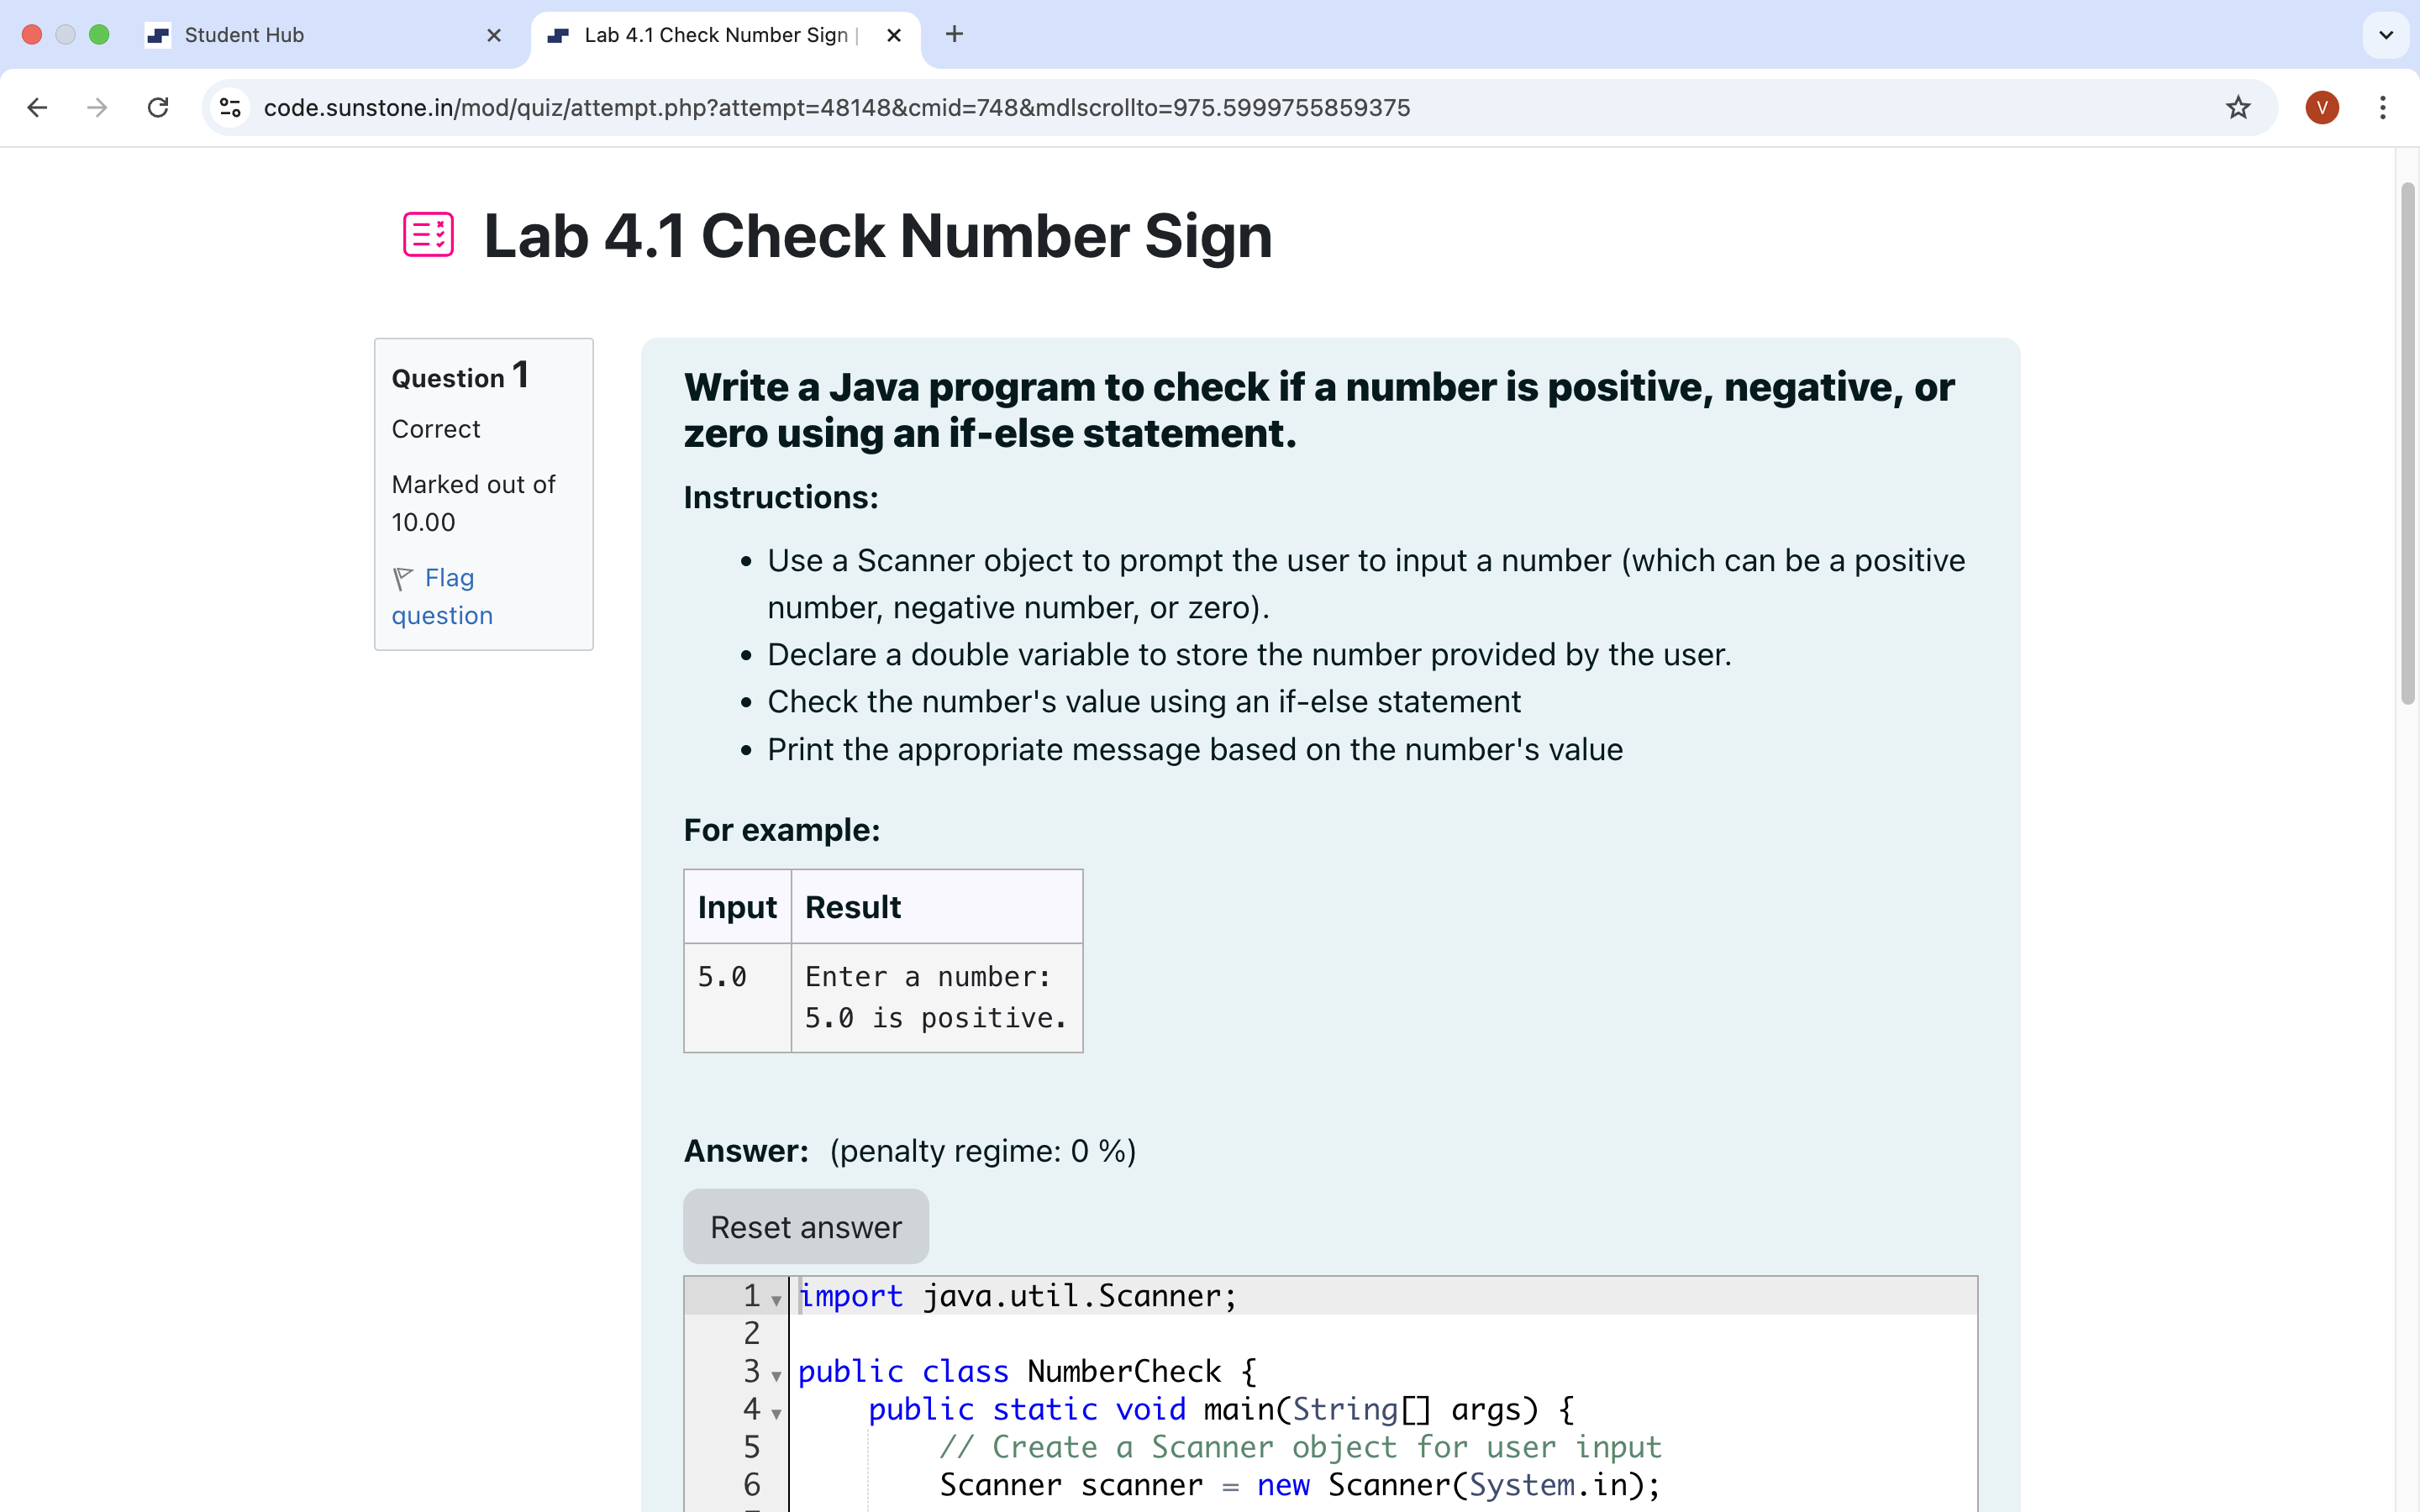 Student Hub
Lab 4.1 Check Number Sign |
code.sunstone.in/mod/quiz/attempt.php?attempt=48148&cmid=748&mdlscrollto=975.5999755859375
V
Lab 4.1 Check Number Sign
Question 1
Correct
Marked out of
10.00
Flag
question
Write a Java program to check if a number is positive, negative, or
zero using an if-else statement.
Instructions:
• Use a Scanner object to prompt the user to input a number (which can be a positive
number, negative number, or zero).
• Declare a double variable to store the number provided by the user.
• Check the number's value using an if-else statement
• Print the appropriate message based on the number's value
For example:
Input Result
5.0 Enter a number:
5.0 is positive.
Answer: (penalty regime: 0 %)
Reset answer
1 import java.util.Scanner;
2
3 public class NumberCheck {
4 public static void main(String[] args) {
5 // Create a Scanner object for user input
6 Scanner scanner = new Scanner(System.in);